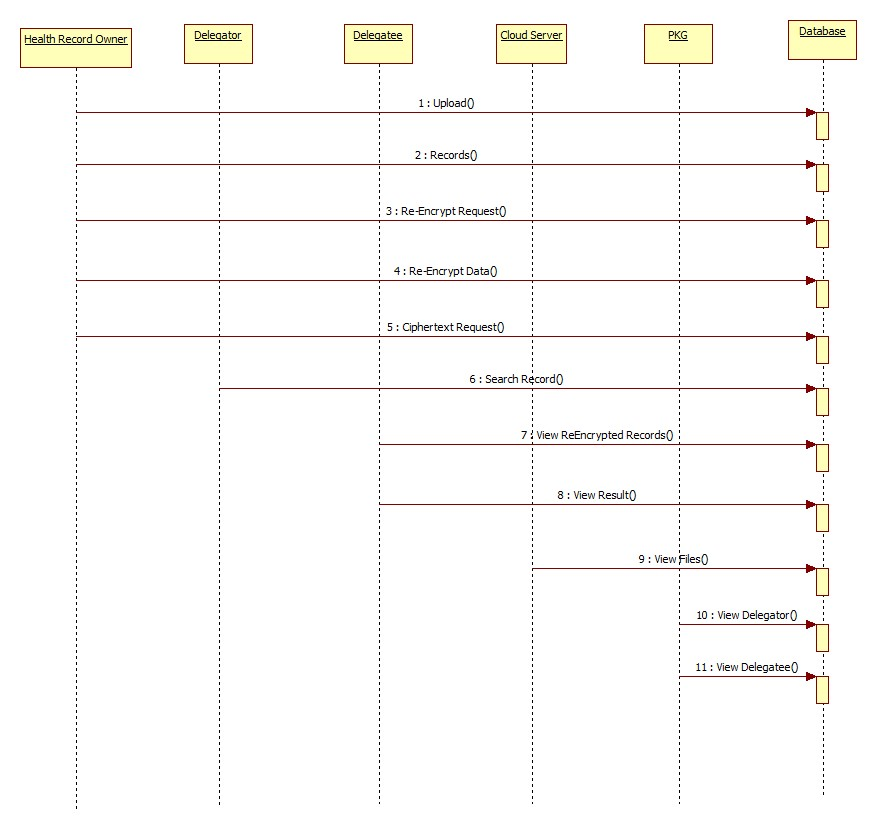 Health Record Owner
Delegator
Delegatee
Cloud Server
PKG
Database
1 : Upload()
2 : Records()
3 : Re-Encrypt Request()
4 : Re-Encrypt Data()
5 : Ciphertext Request()
6 : Search Record()
7 : View ReEncrypted Records()
8 : View Result()
9 : View Files()
10 : View Delegator()
11 : View Delegatee()